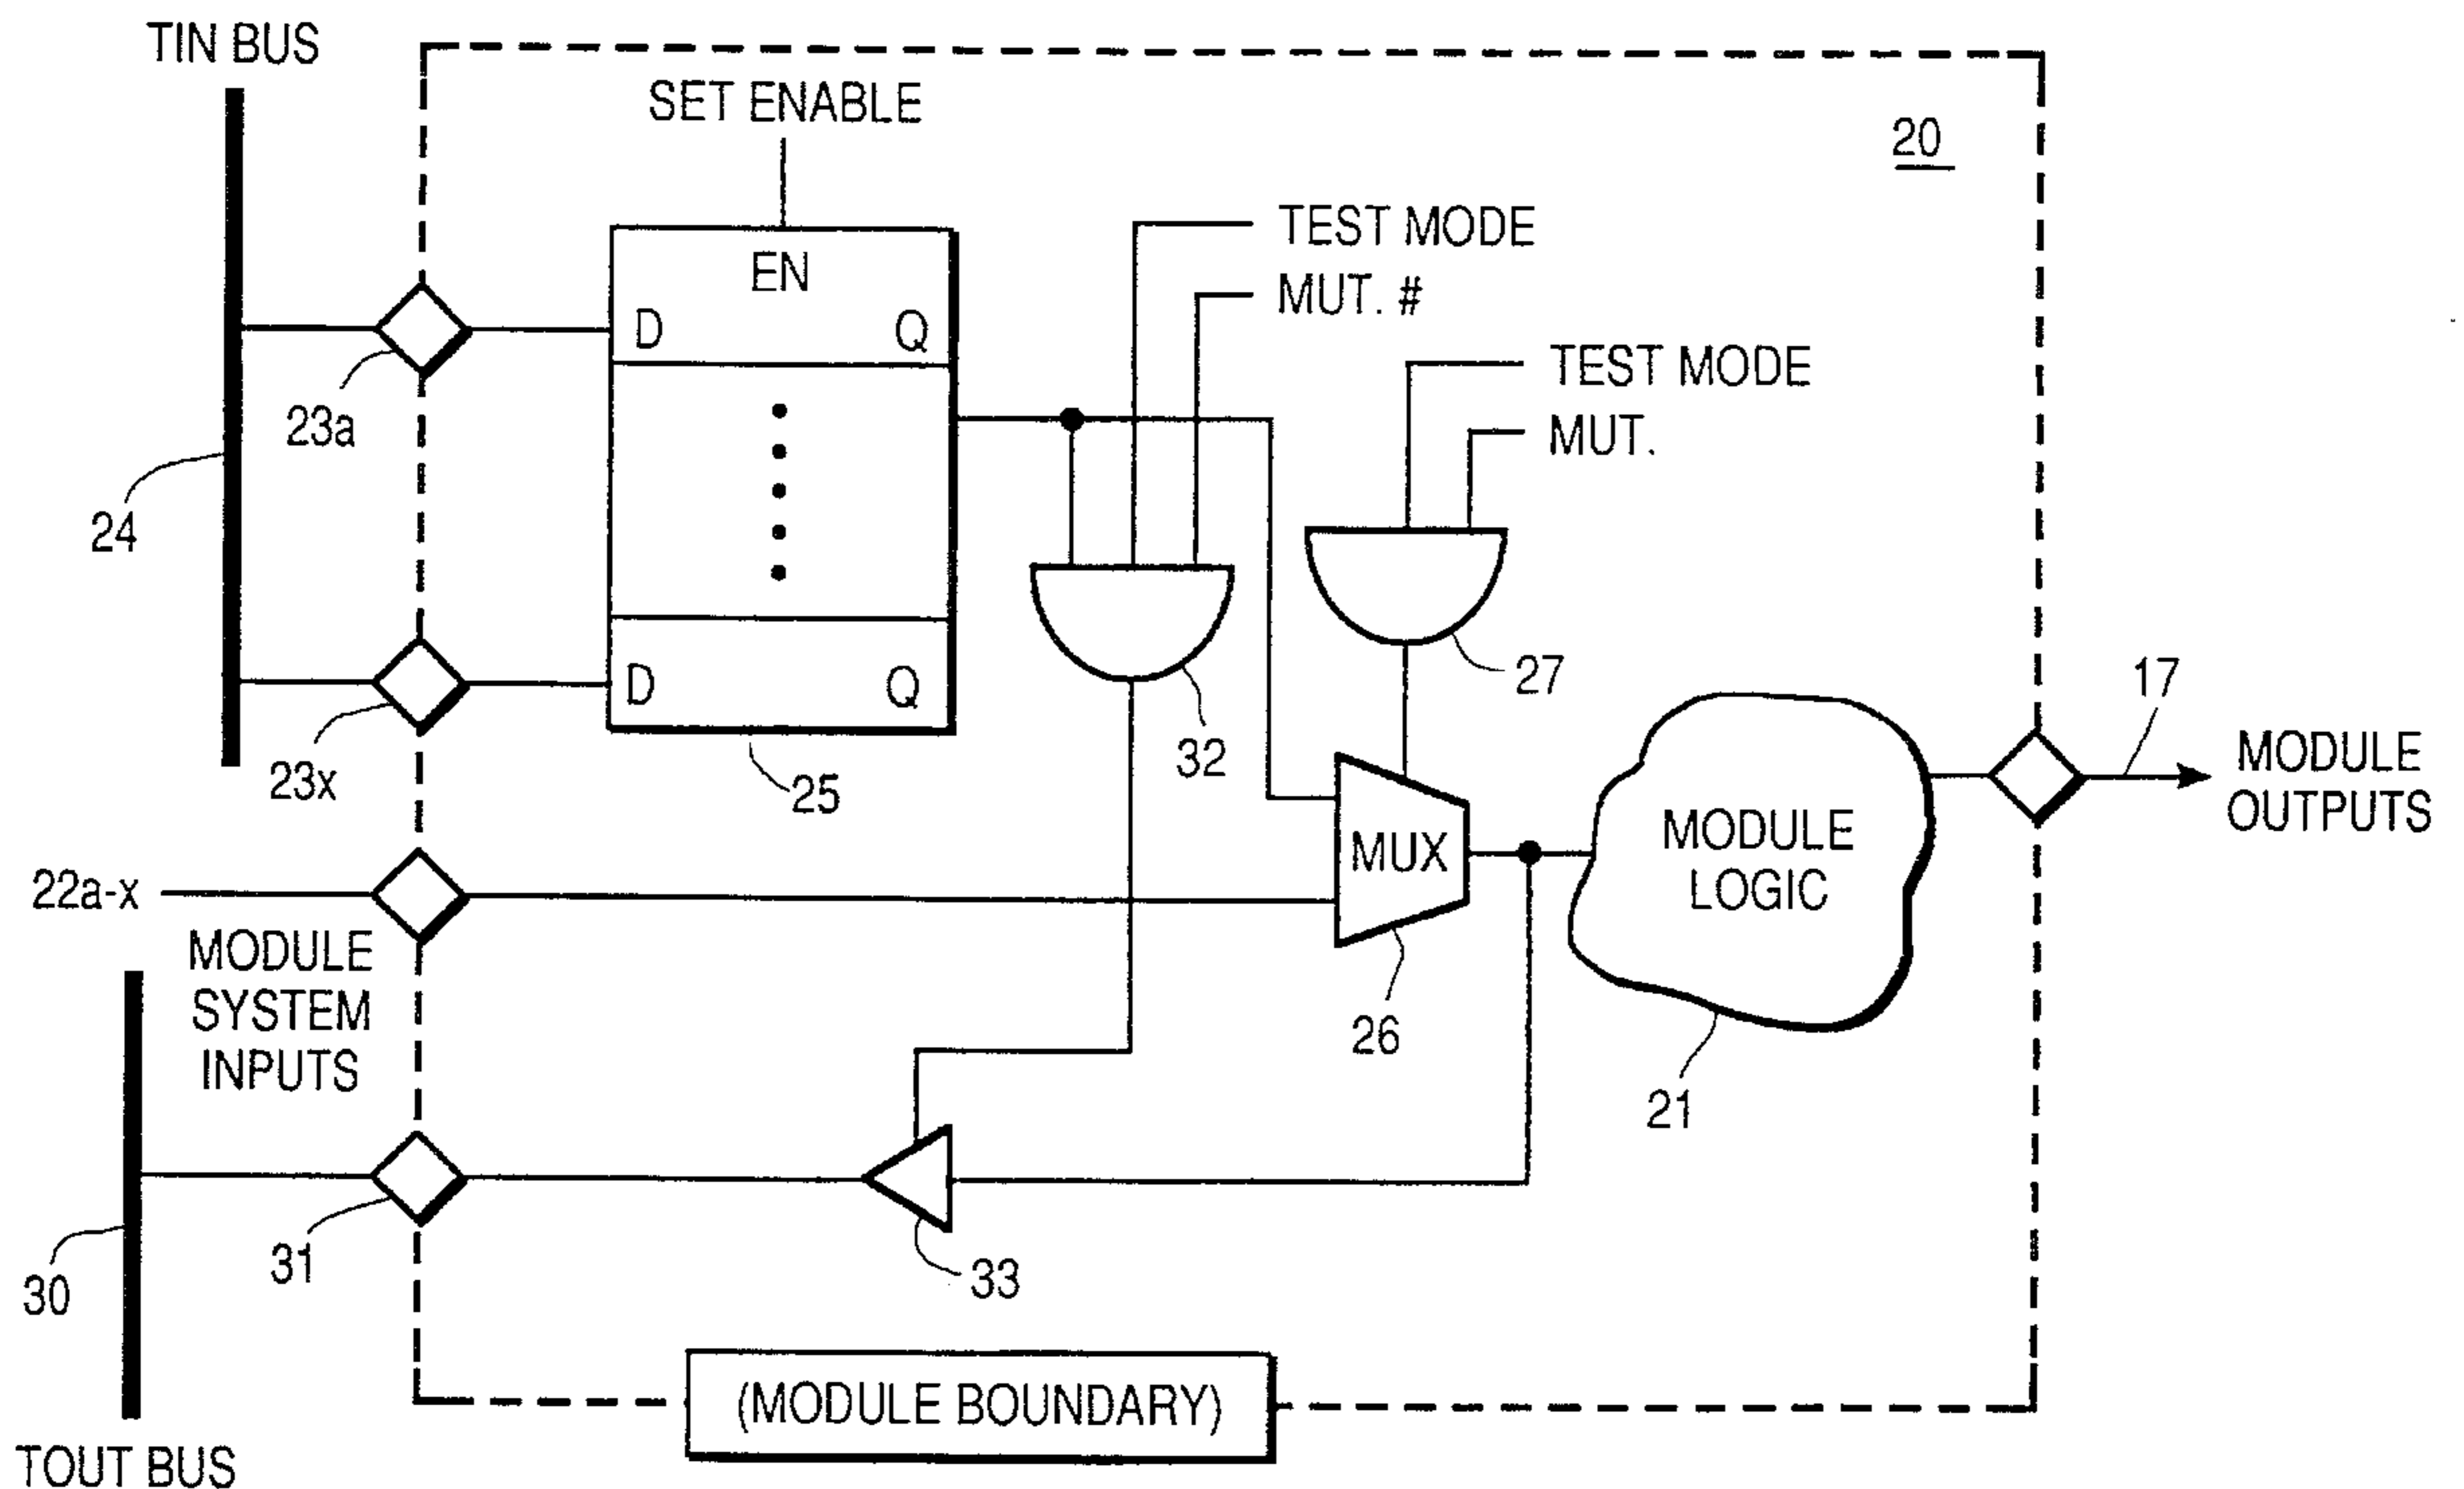 TIN BUS
SET ENABLE
20
EN
D
Q
TEST MODE
MUT. #
TEST MODE
MUT.
23a
24
D
Q
23x
25
32
27
17
MODULE
OUTPUTS
22a-x
MUX
MODULE
LOGIC
MODULE
SYSTEM
INPUTS
26
21
31
30
33
(MODULE BOUNDARY)
TOUT BUS